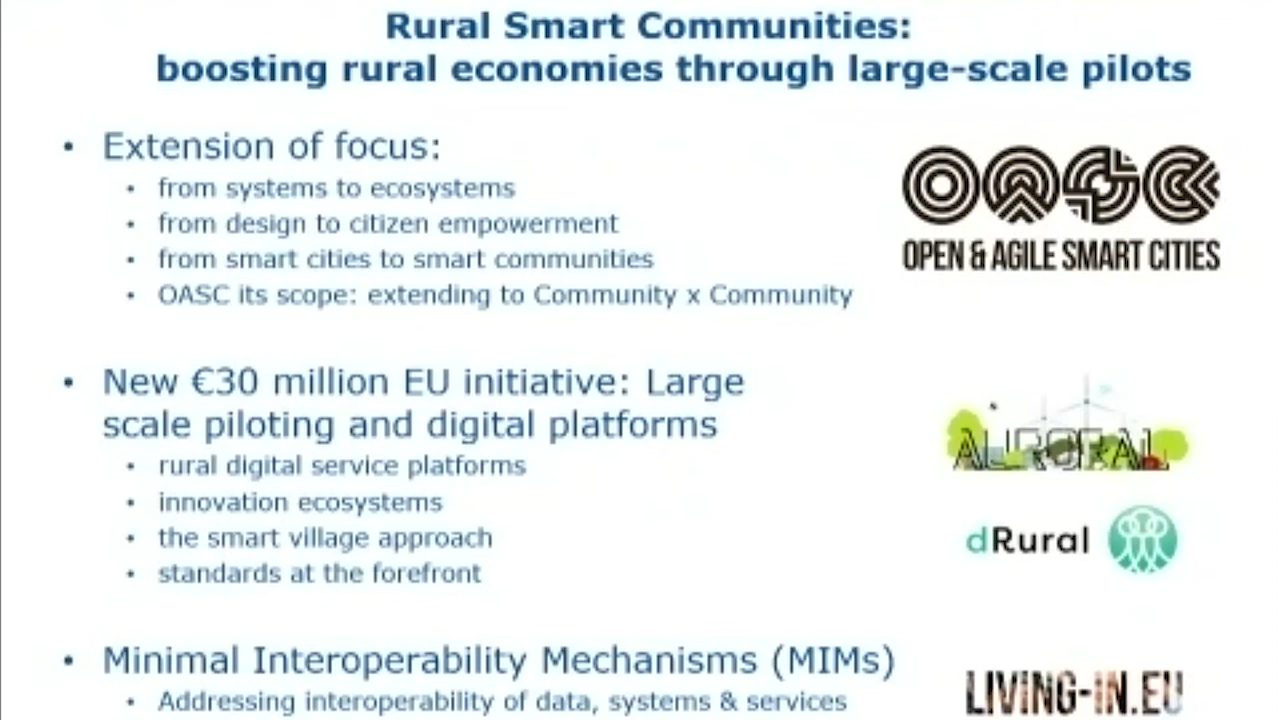 Rural Smart Communities:
boosting rural economies through large-scale pilots
• Extension of focus:
• from systems to ecosystems
• from design to citizen empowerment
• from smart cities to smart communities
• OASC its scope: extending to Community x Community
OASC
OPEN & AGILE SMART CITIES
• New €30 million EU initiative: Large
scale piloting and digital platforms
• rural digital service platforms
• innovation ecosystems
• the smart village approach
• standards at the forefront
AURORAL
dRural
• Minimal Interoperability Mechanisms (MIMs)
• Addressing interoperability of data, systems & services
LIVING-IN.EU